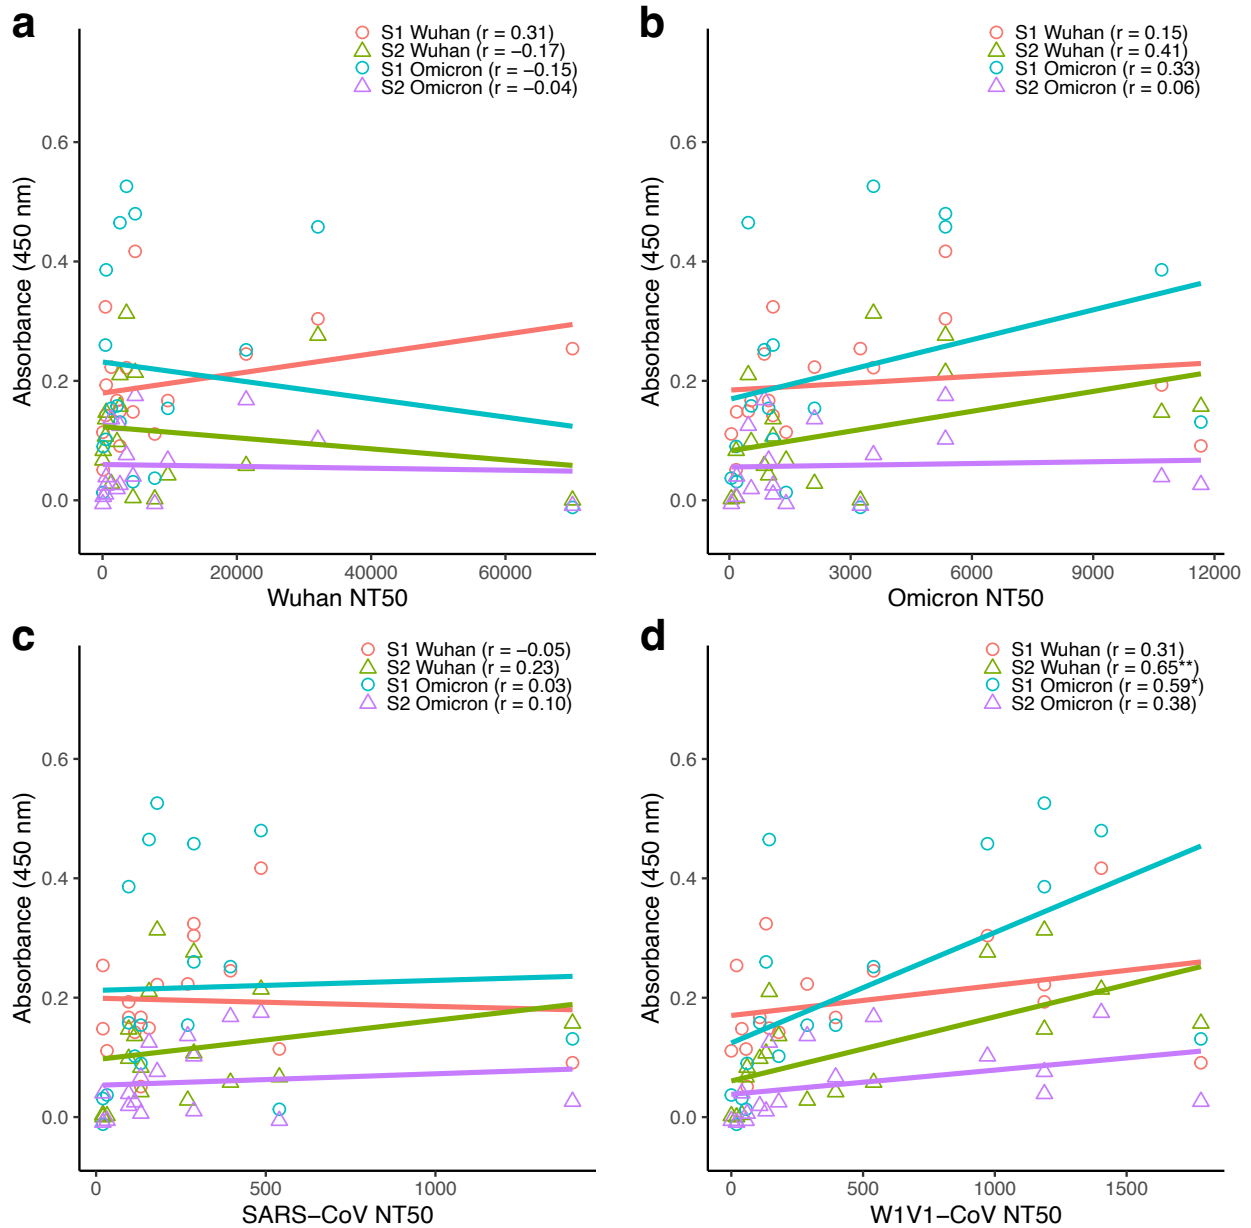 a
S1 Wuhan (r = 0.31)
S2 Wuhan (r = −0.17)
S1 Omicron (r = −0.15)
S2 Omicron (r = −0.04)
Absorbance (450 nm)
0.6
0.4
0.2
0.0
0 20000 40000 60000
Wuhan NT50
b
S1 Wuhan (r = 0.15)
S2 Wuhan (r = 0.41)
S1 Omicron (r = 0.33)
S2 Omicron (r = 0.06)
Absorbance (450 nm)
0.6
0.4
0.2
0.0
0 3000 6000 9000 12000
Omicron NT50
c
S1 Wuhan (r = −0.05)
S2 Wuhan (r = 0.23)
S1 Omicron (r = 0.03)
S2 Omicron (r = 0.10)
Absorbance (450 nm)
0.6
0.4
0.2
0.0
0 500 1000
SARS−CoV NT50
d
S1 Wuhan (r = 0.31)
S2 Wuhan (r = 0.65**)
S1 Omicron (r = 0.59*)
S2 Omicron (r = 0.38)
Absorbance (450 nm)
0.6
0.4
0.2
0.0
0 500 1000 1500
W1V1−CoV NT50